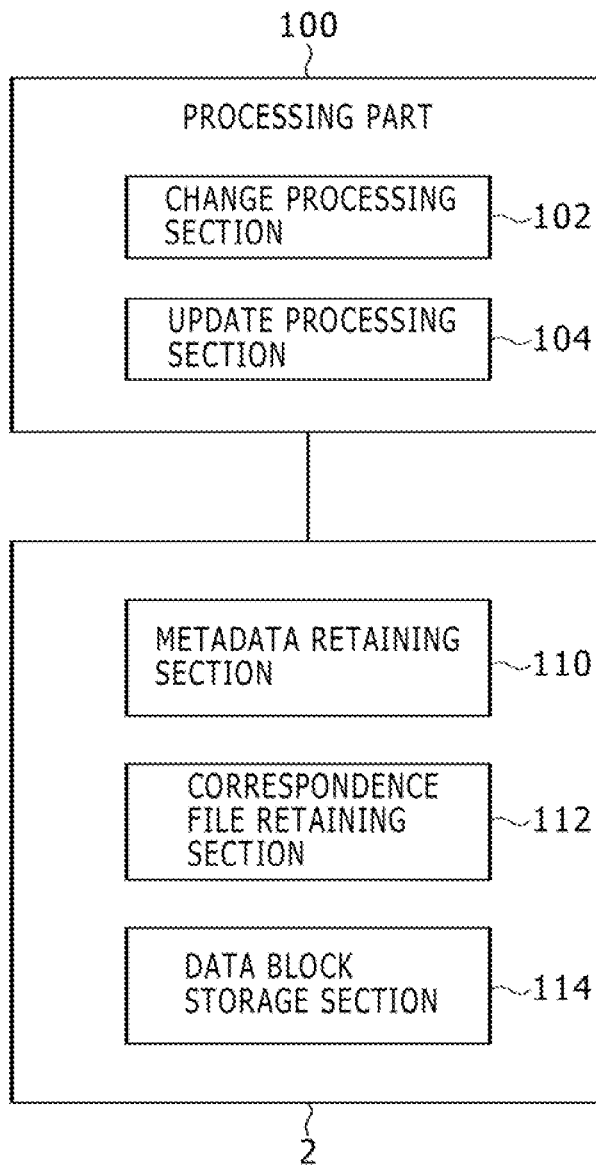 100
PROCESSING PART
CHANGE PROCESSING
SECTION
102
UPDATE PROCESSING
SECTION
104
METADATA RETAINING
SECTION
110
CORRESPONDENCE
FILE RETAINING
SECTION
112
DATA BLOCK
STORAGE SECTION
114
2